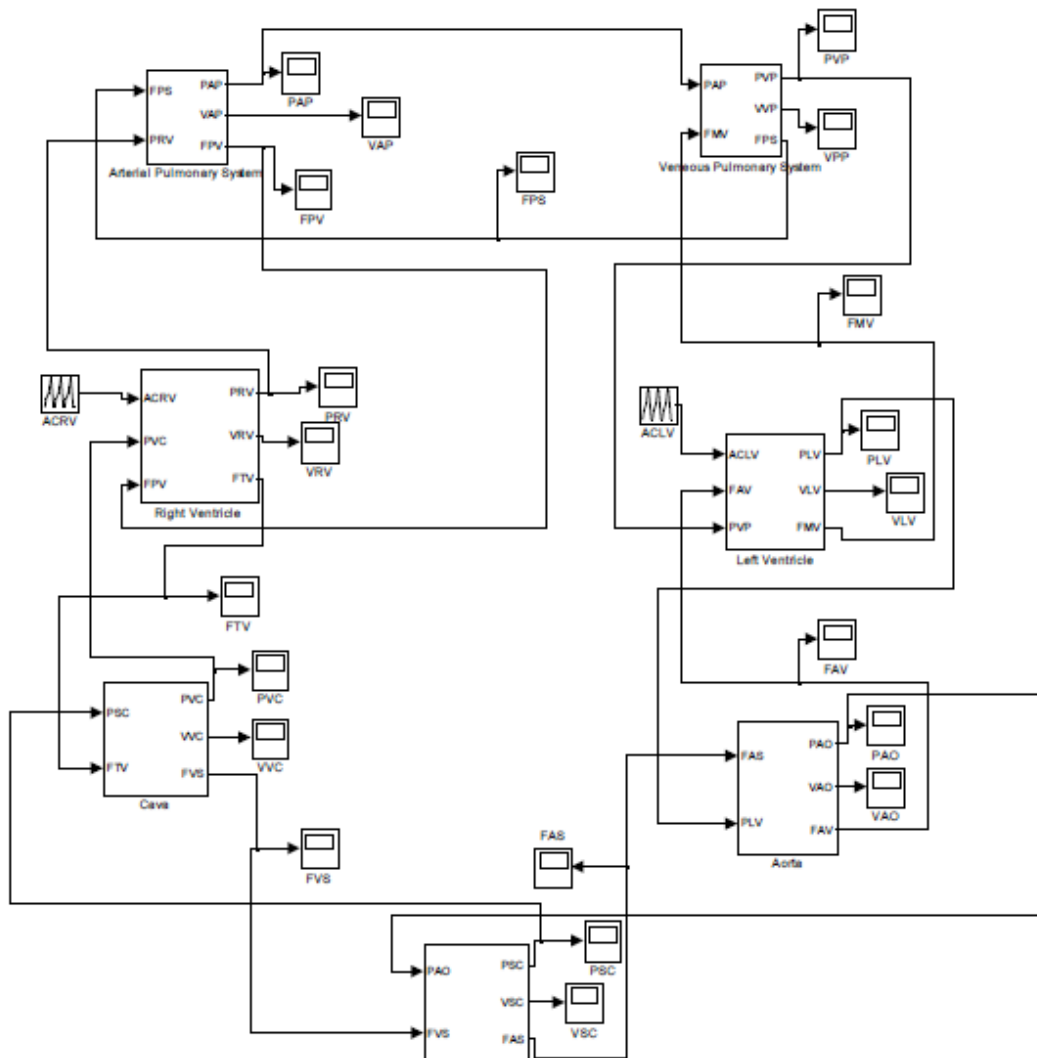 PVP
PAP
FPS
PAP
VAP
PRV
FPV
Arterial Pulmonary System
VAP
FPV
FPS
PAP
PVP
VVP
FMV
FPS
Veneous Pulmonary System
VPP
FMV
ACRV
ACRV
PRV
PVC
VRV
FPV
FTV
Right Ventricle
PRV
VRV
ACLV
ACLV
PLV
FAV
VLV
PVP
FMV
Left Ventricle
PLV
VLV
FTV
FAV
PSC
PVC
VVC
FTV
FVS
Cava
PVC
VVC
FAS
PAO
VAO
PLV
FAV
Aorta
PAO
VAO
FVS
FAS
PAO
PSC
VSC
FVS
FAS
PSC
VSC